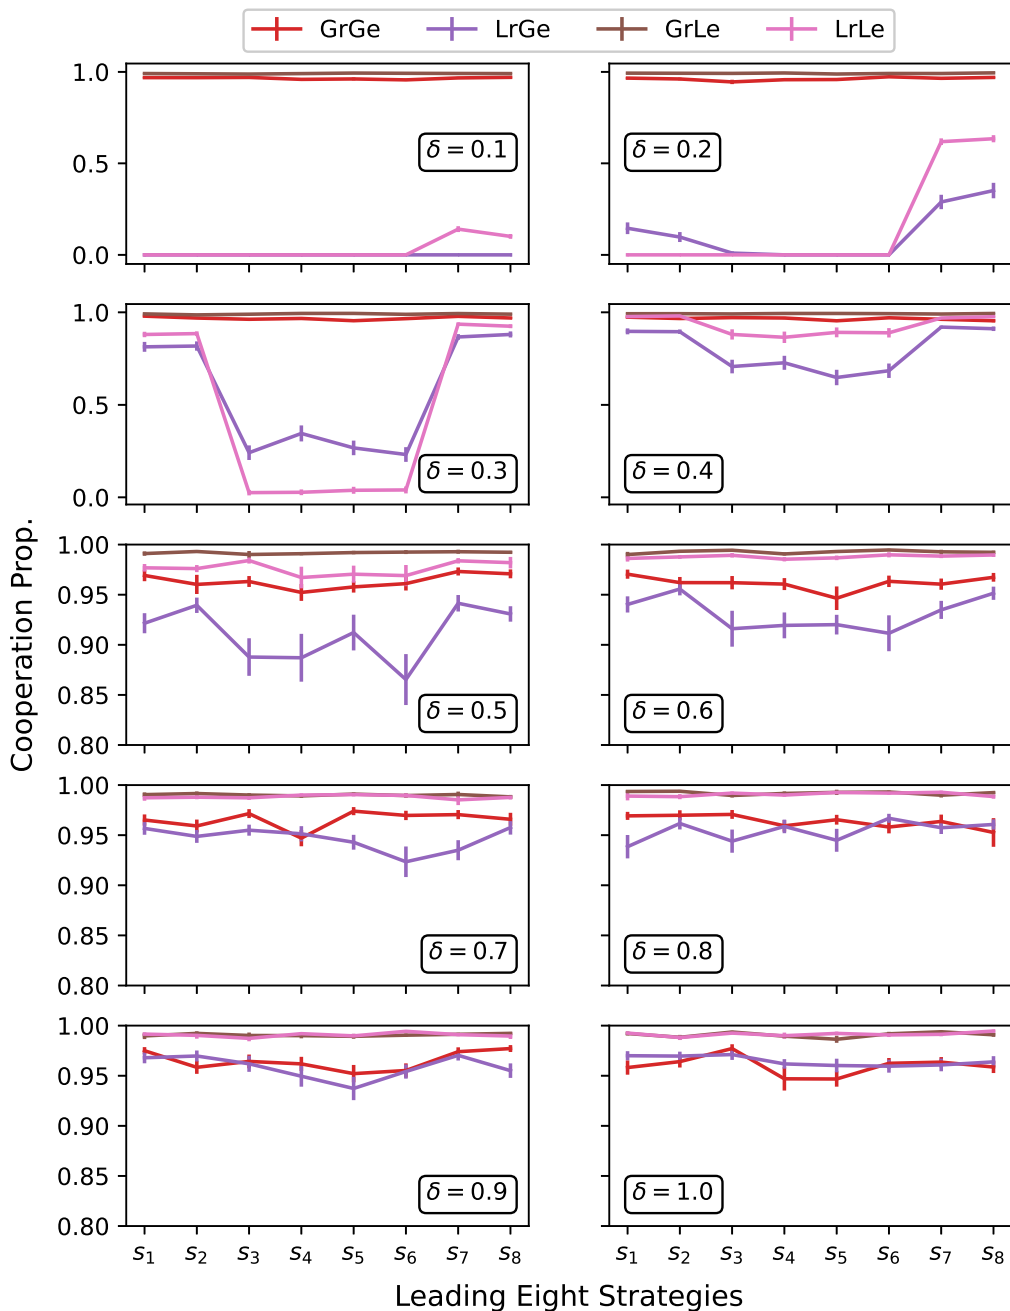 GrGe LrGe GrLe LrLe
1.0
0.5
0.0
δ = 0.1
δ = 0.2
1.0
0.5
0.0
δ = 0.3
δ = 0.4
Cooperation Prop.
1.00
0.95
0.90
0.85
0.80
δ = 0.5
δ = 0.6
1.00
0.95
0.90
0.85
0.80
δ = 0.7
δ = 0.8
1.00
0.95
0.90
0.85
0.80
δ = 0.9
δ = 1.0
s1 s2 s3 s4 s5 s6 s7 s8
s1 s2 s3 s4 s5 s6 s7 s8
Leading Eight Strategies